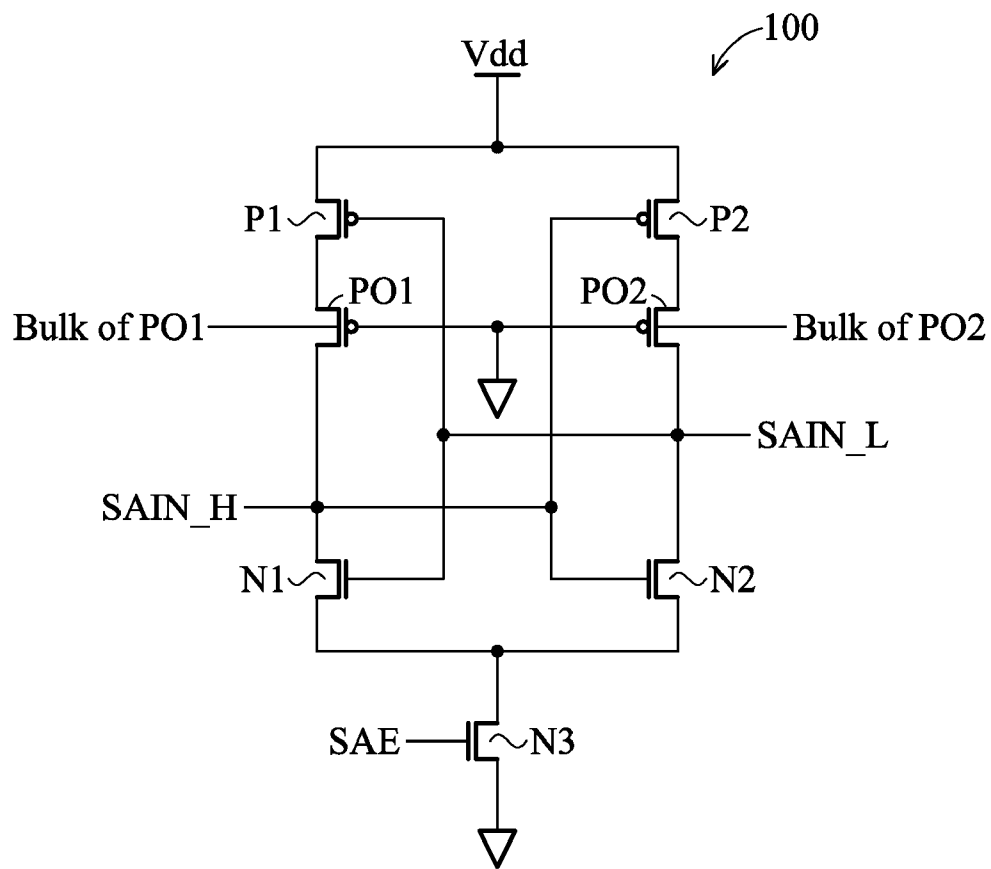 100
Vdd
P1
P2
PO1
PO2
Bulk of PO1
Bulk of PO2
SAIN_L
SAIN_H
N1
N2
SAE
N3